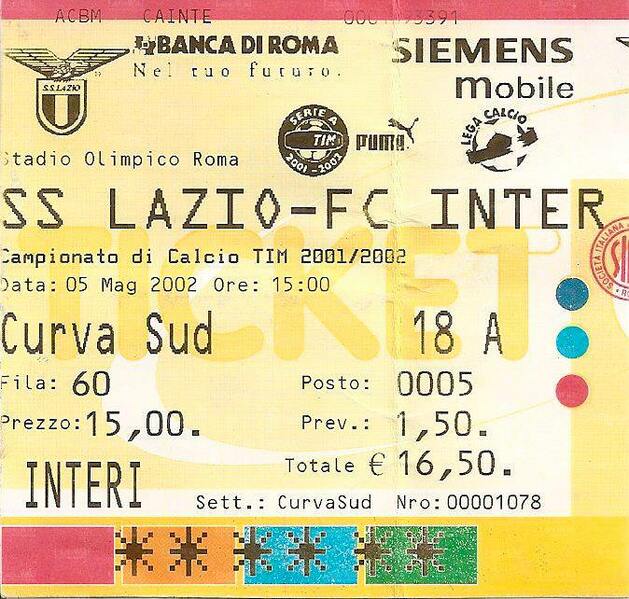 ACBM CAINTE
BANCA DI ROMA
Nel tuo futuro.
SIEMENS
mobile
S.S. LAZIO
SERIE A
TIM
2001-2002
PUMA
LEGA CALCIO
Stadio Olimpico Roma
SS LAZIO-FC INTER
TICKET
Campionato di Calcio TIM 2001/2002
Data: 05 Mag 2002 Ore: 15:00
SOCIETÀ ITALIANA
Curva Sud 18 A
Fila: 60 Posto: 0005
Prezzo: 15,00. Prev.: 1,50.
Totale € 16,50.
INTERI
Sett.: CurvaSud Nro: 00001078